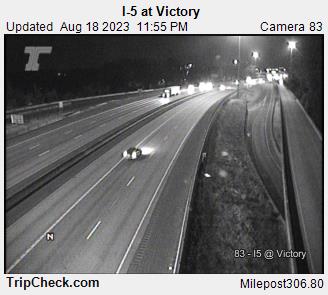 I-5 at Victory
Updated Aug 18 2023 11:55 PM Camera 83
T
N
83 - I5 @ Victory
TripCheck.com Milepost306.80